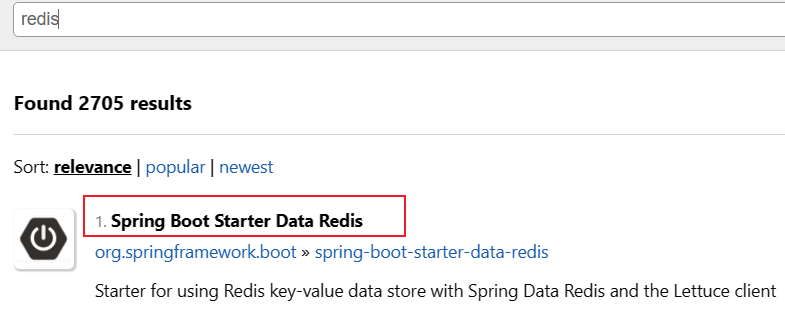 redis
Found 2705 results
Sort: relevance | popular | newest
1. Spring Boot Starter Data Redis
org.springframework.boot » spring-boot-starter-data-redis
Starter for using Redis key-value data store with Spring Data Redis and the Lettuce client